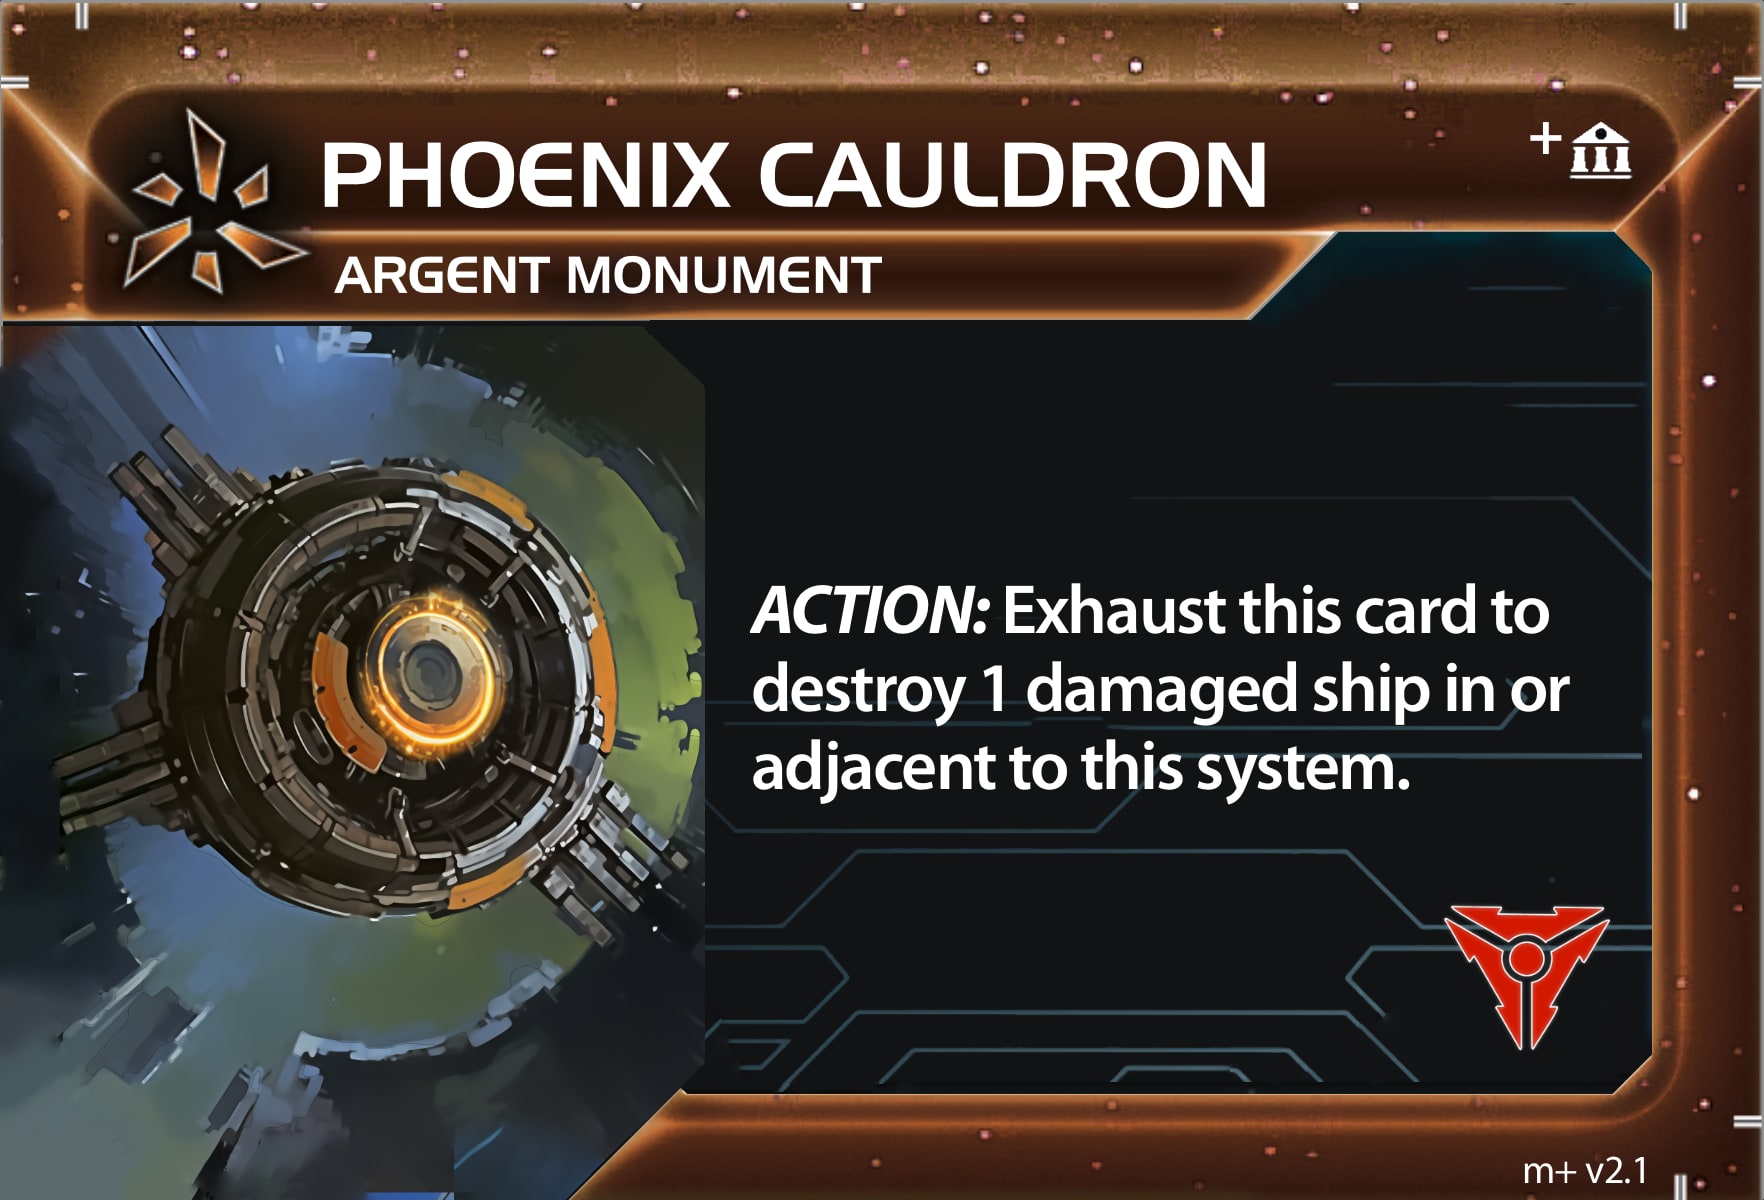 PHOENIX CAULDRON
+
ARGENT MONUMENT
ACTION: Exhaust this card to
destroy 1 damaged ship in or
adjacent to this system.
m+ v2.1